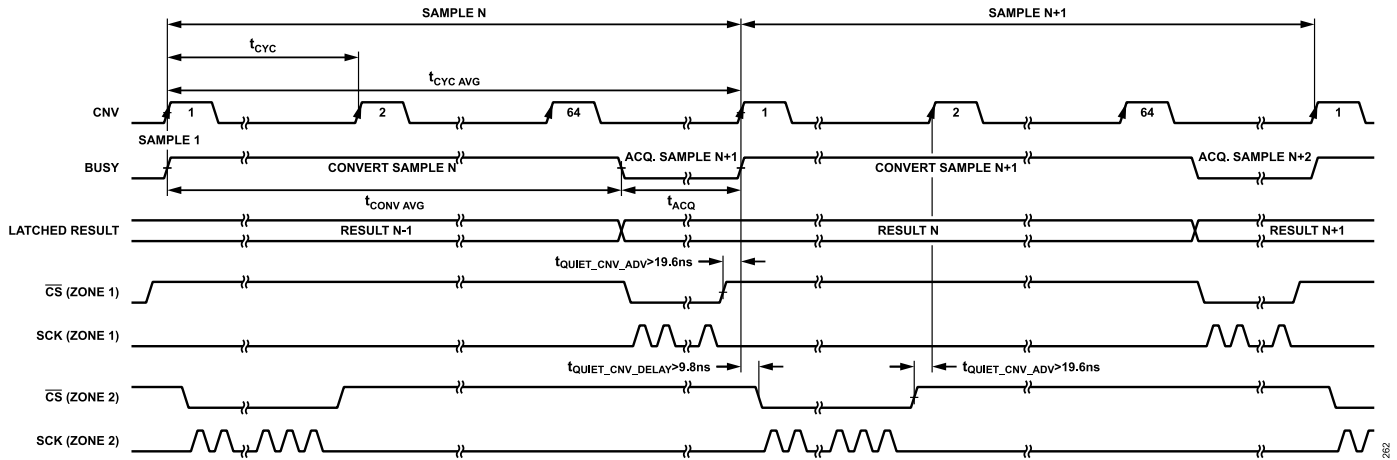 SAMPLE N
SAMPLE N+1
tCYC
tCYC AVG
CNV
1
2
64
1
2
64
1
SAMPLE 1
BUSY
CONVERT SAMPLE N
ACQ. SAMPLE N+1
CONVERT SAMPLE N+1
ACQ. SAMPLE N+2
tCONV AVG
tACQ
LATCHED RESULT
RESULT N-1
RESULT N
RESULT N+1
tQUIET_CNV_ADV>19.6ns
CS (ZONE 1)
SCK (ZONE 1)
tQUIET_CNV_DELAY>9.8ns
tQUIET_CNV_ADV>19.6ns
CS (ZONE 2)
SCK (ZONE 2)
262